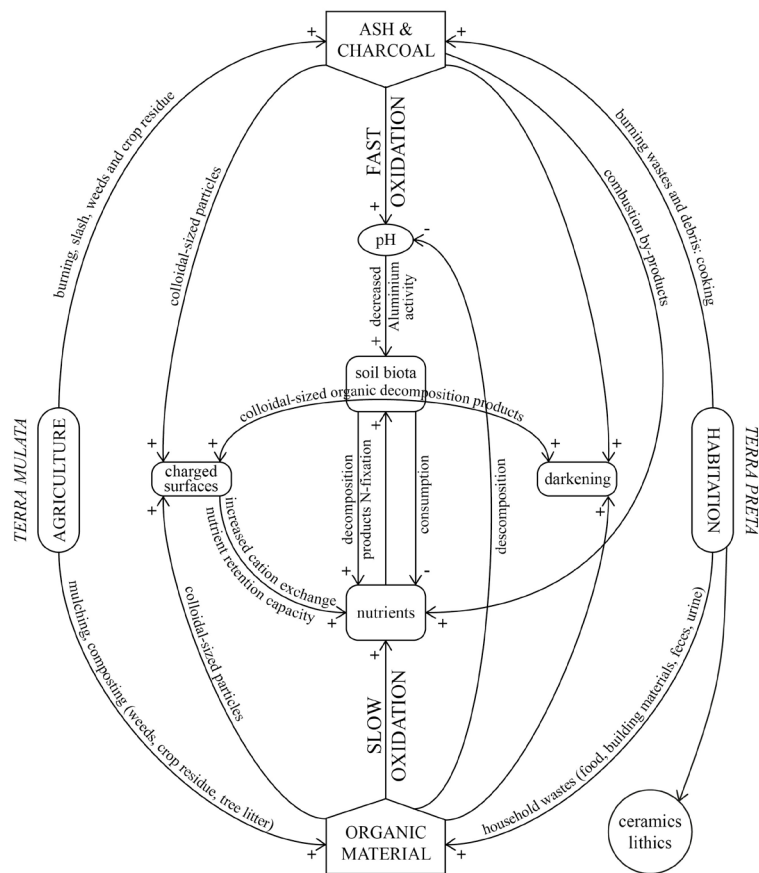 ASH &
CHARCOAL
+
+
burning, slash, weeds and crop residue
colloidal-sized particles
FAST
OXIDATION
combustion by-products
burning wastes and debris: cooking
+
-
pH
decreased
Aluminium
activity
+
soil biota
colloidal-sized organic decomposition products
+
+
+
+
+
+
TERRA MULATA
AGRICULTURE
charged
surfaces
darkening
HABITATION
TERRA PRETA
+
+
decomposition
products N-fixation
consumption
descomposition
increased cation exchange
nutrient retention capacity
+
-
nutrients
+
+
+
colloidal-sized particles
SLOW
OXIDATION
mulching, composting (weeds, crop residue, tree litter)
household wastes (food, building materials, feces, urine)
ORGANIC
MATERIAL
+
+
ceramics
lithics